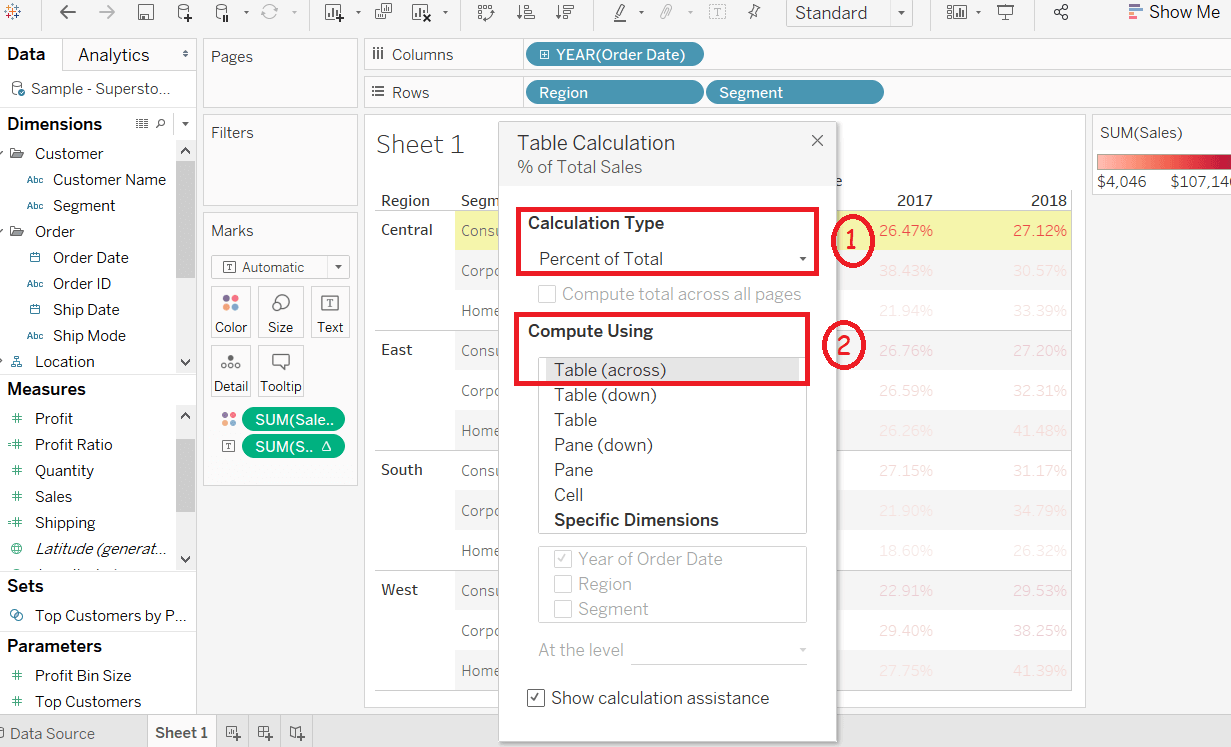 Standard
Show Me
Data
Analytics
Sample - Supersto...
Dimensions
Customer
Abc Customer Name
Abc Segment
Order
Order Date
Abc Order ID
Ship Date
Abc Ship Mode
Location
Measures
Profit
Profit Ratio
Quantity
Sales
Shipping
Latitude (generat...
Sets
Top Customers by P...
Parameters
Profit Bin Size
Top Customers
Pages
Filters
Marks
T Automatic
Color
Size
Text
Detail
Tooltip
SUM(Sale..
SUM(S.. Δ
Columns
YEAR(Order Date)
Rows
Region
Segment
Sheet 1
Region
Segm
2017
2018
Central
Consu
26.47%
27.12%
Corpo
38.43%
30.57%
Home
21.94%
33.39%
East
Consu
26.76%
27.20%
Corpo
26.59%
32.31%
Home
26.26%
41.48%
South
Consu
27.15%
31.17%
Corpo
21.90%
34.79%
Home
18.60%
26.32%
West
Consu
22.91%
29.53%
Corpo
29.40%
38.25%
Home
27.75%
41.39%
Table Calculation
% of Total Sales
Calculation Type
Percent of Total
1
Compute total across all pages
Compute Using
2
Table (across)
Table (down)
Table
Pane (down)
Pane
Cell
Specific Dimensions
Year of Order Date
Region
Segment
At the level
Show calculation assistance
SUM(Sales)
$4,046
$107,14
Data Source
Sheet 1